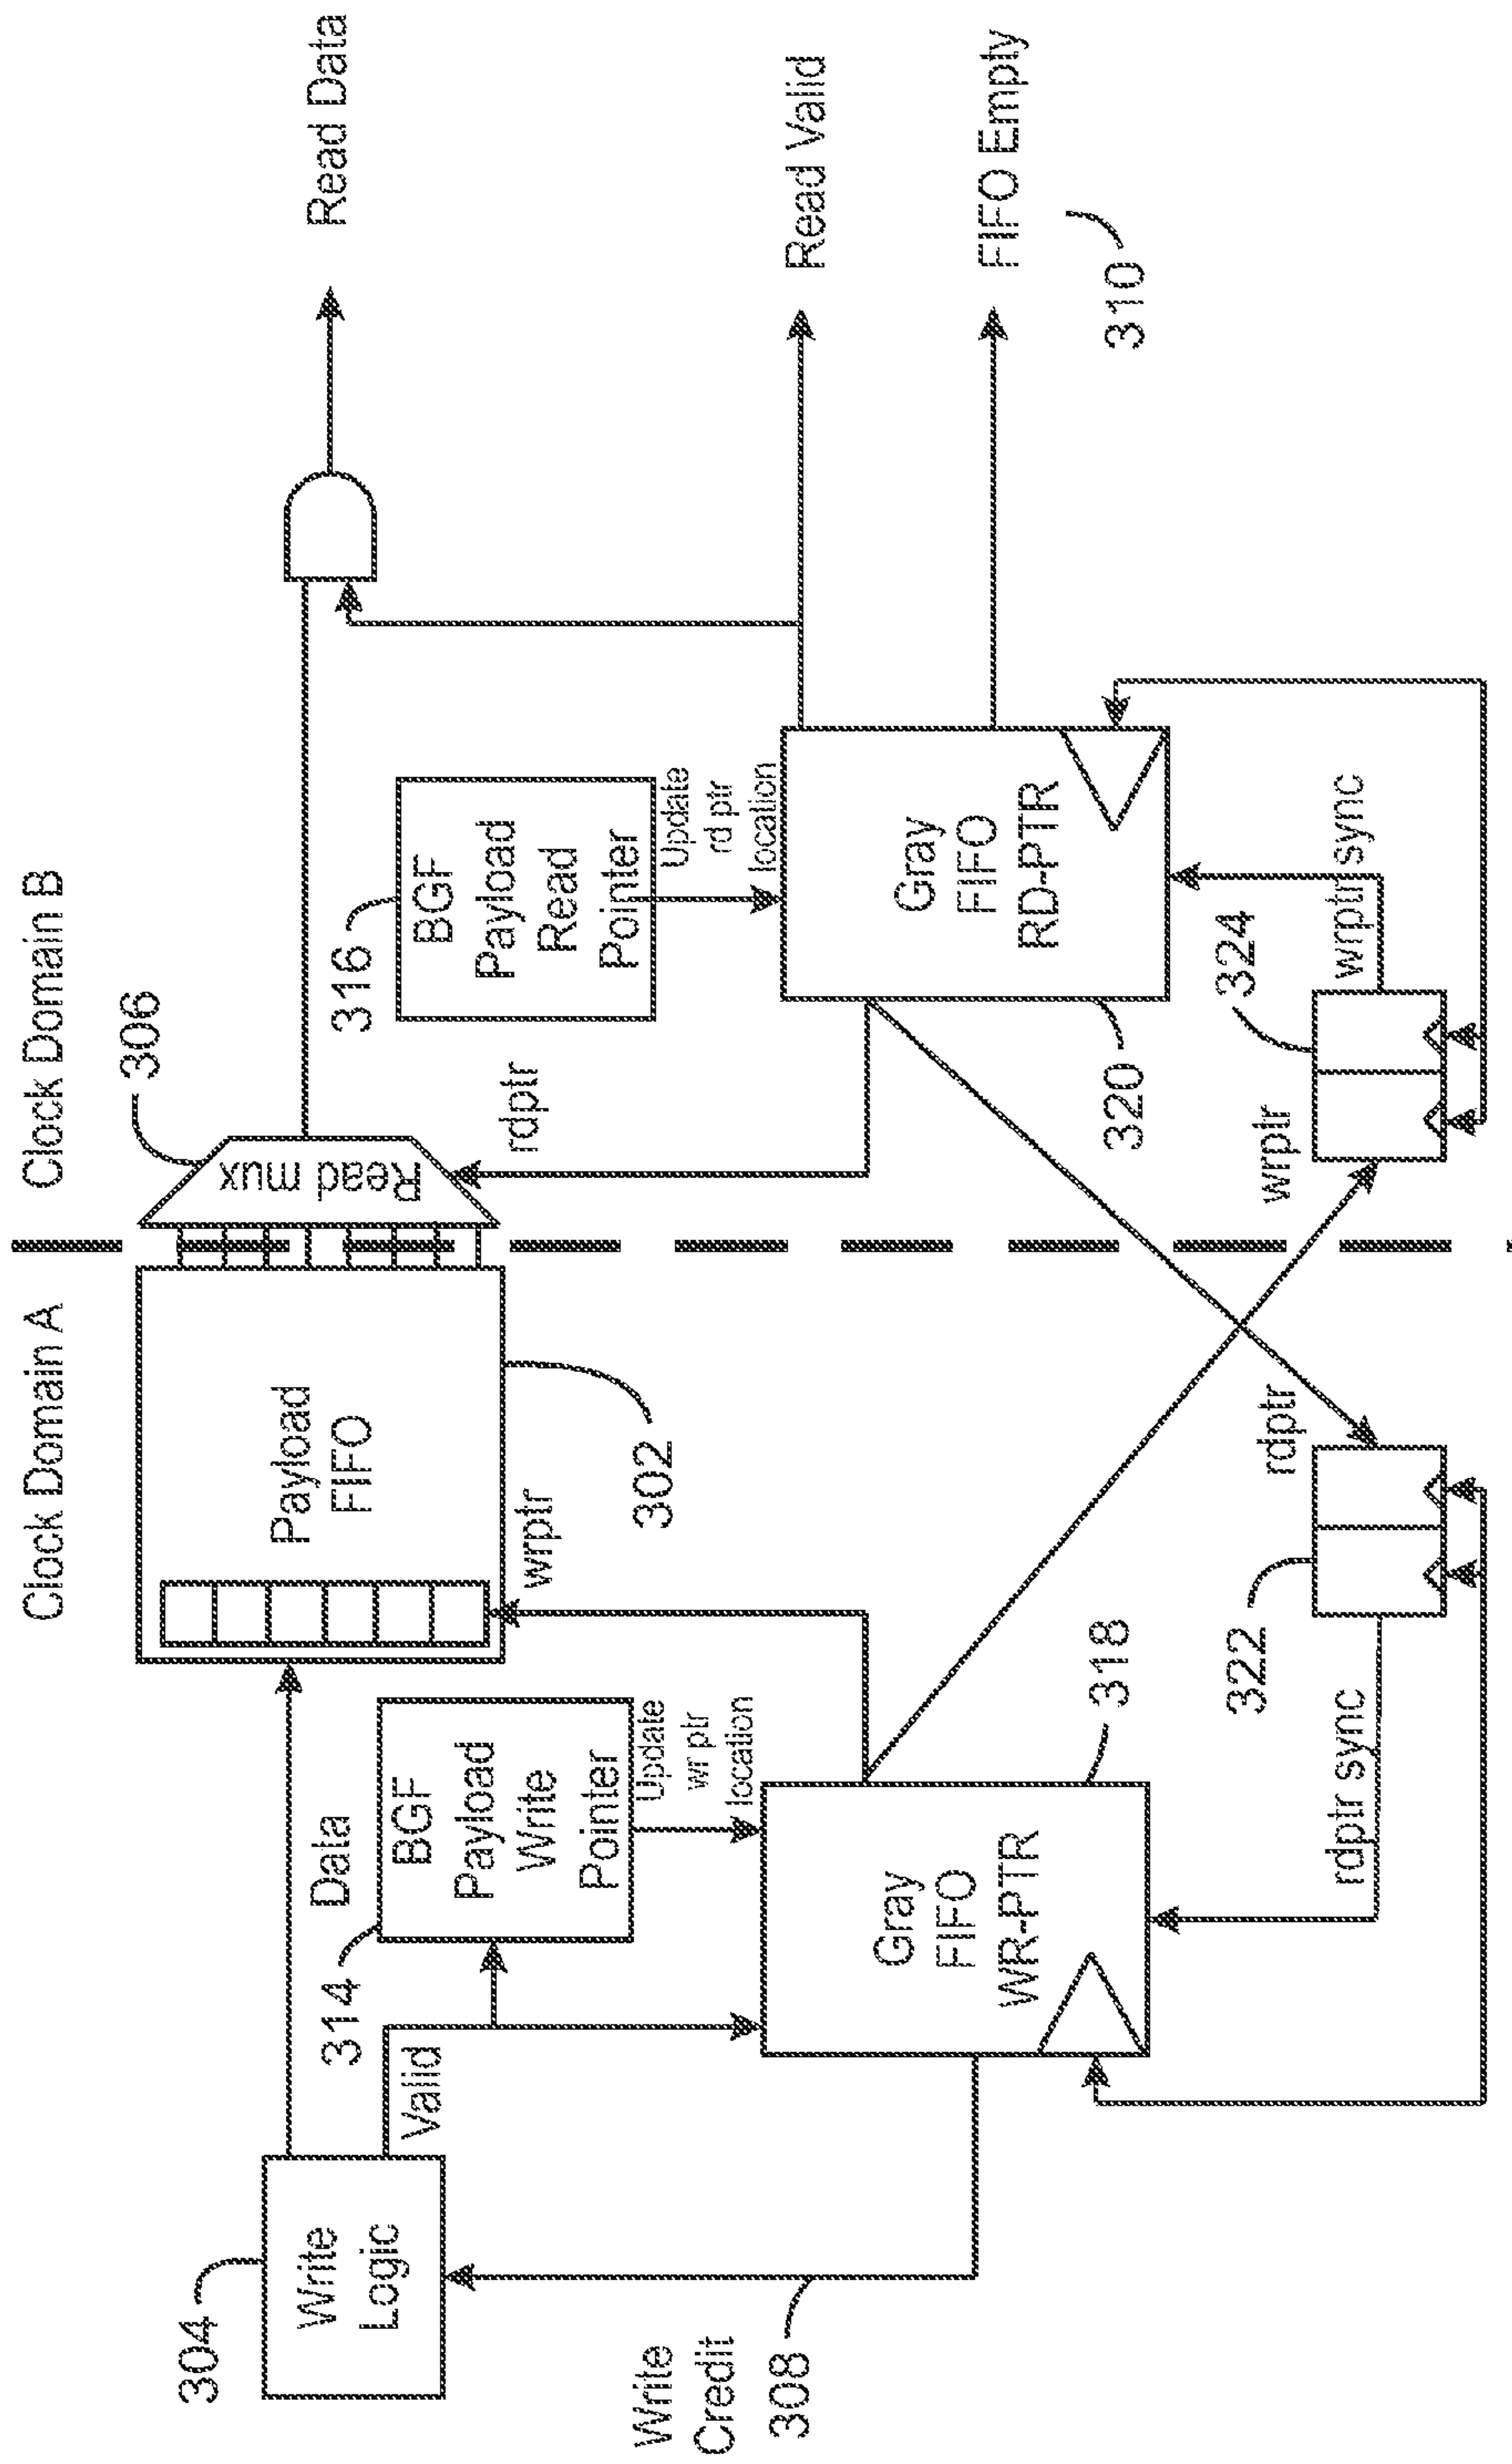 Clock Domain A
Clock Domain B
304
Write
Logic
Data
Valid
314
BGF
Payload
Write
Pointer
Update
wr ptr
location
Write
Credit
308
Gray
FIFO
WR-PTR
318
wrptr
Payload
FIFO
302
rdptr sync
322
rdptr
306
Read mux
rdptr
316
BGF
Payload
Read
Pointer
Update
rd ptr
location
Gray
FIFO
RD-PTR
320
wrptr
324
wrptr sync
Read Data
Read Valid
FIFO Empty
310